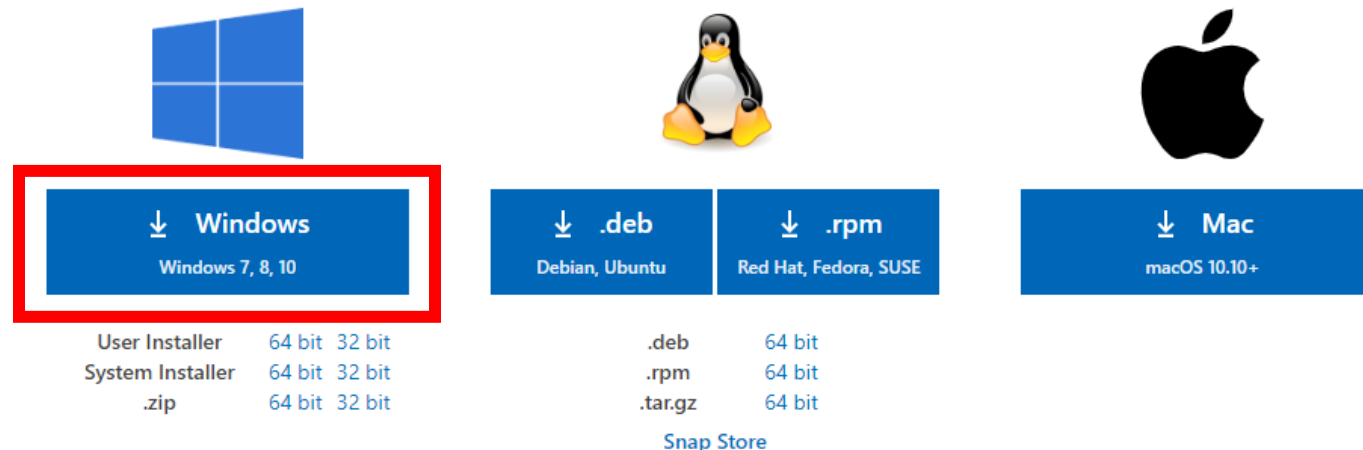 Windows
Windows 7, 8, 10
User Installer 64 bit 32 bit
System Installer 64 bit 32 bit
.zip 64 bit 32 bit
.deb
Debian, Ubuntu
.rpm
Red Hat, Fedora, SUSE
.deb 64 bit
.rpm 64 bit
.tar.gz 64 bit
Snap Store
Mac
macOS 10.10+